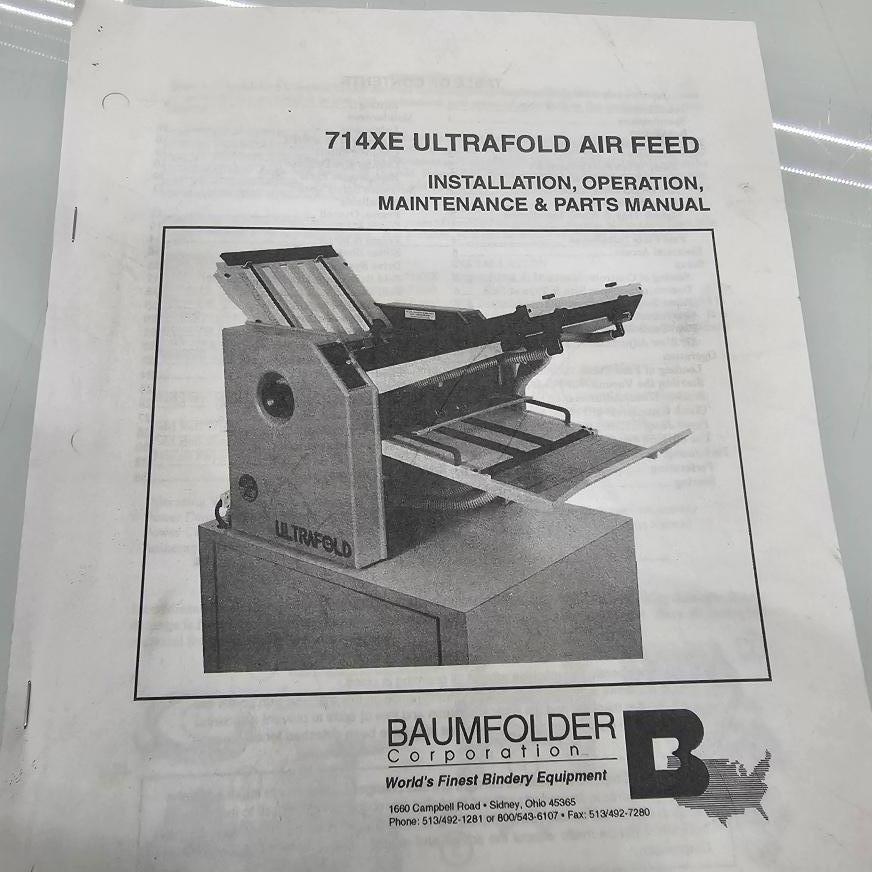 714XE ULTRAFOLD AIR FEED
INSTALLATION, OPERATION,
MAINTENANCE & PARTS MANUAL
ULTRAFOLD
BAUMFOLDER
Corporation
World's Finest Bindery Equipment
1660 Campbell Road • Sidney, Ohio 45365
Phone: 513/492-1281 or 800/543-6107 • Fax: 513/492-7280
B